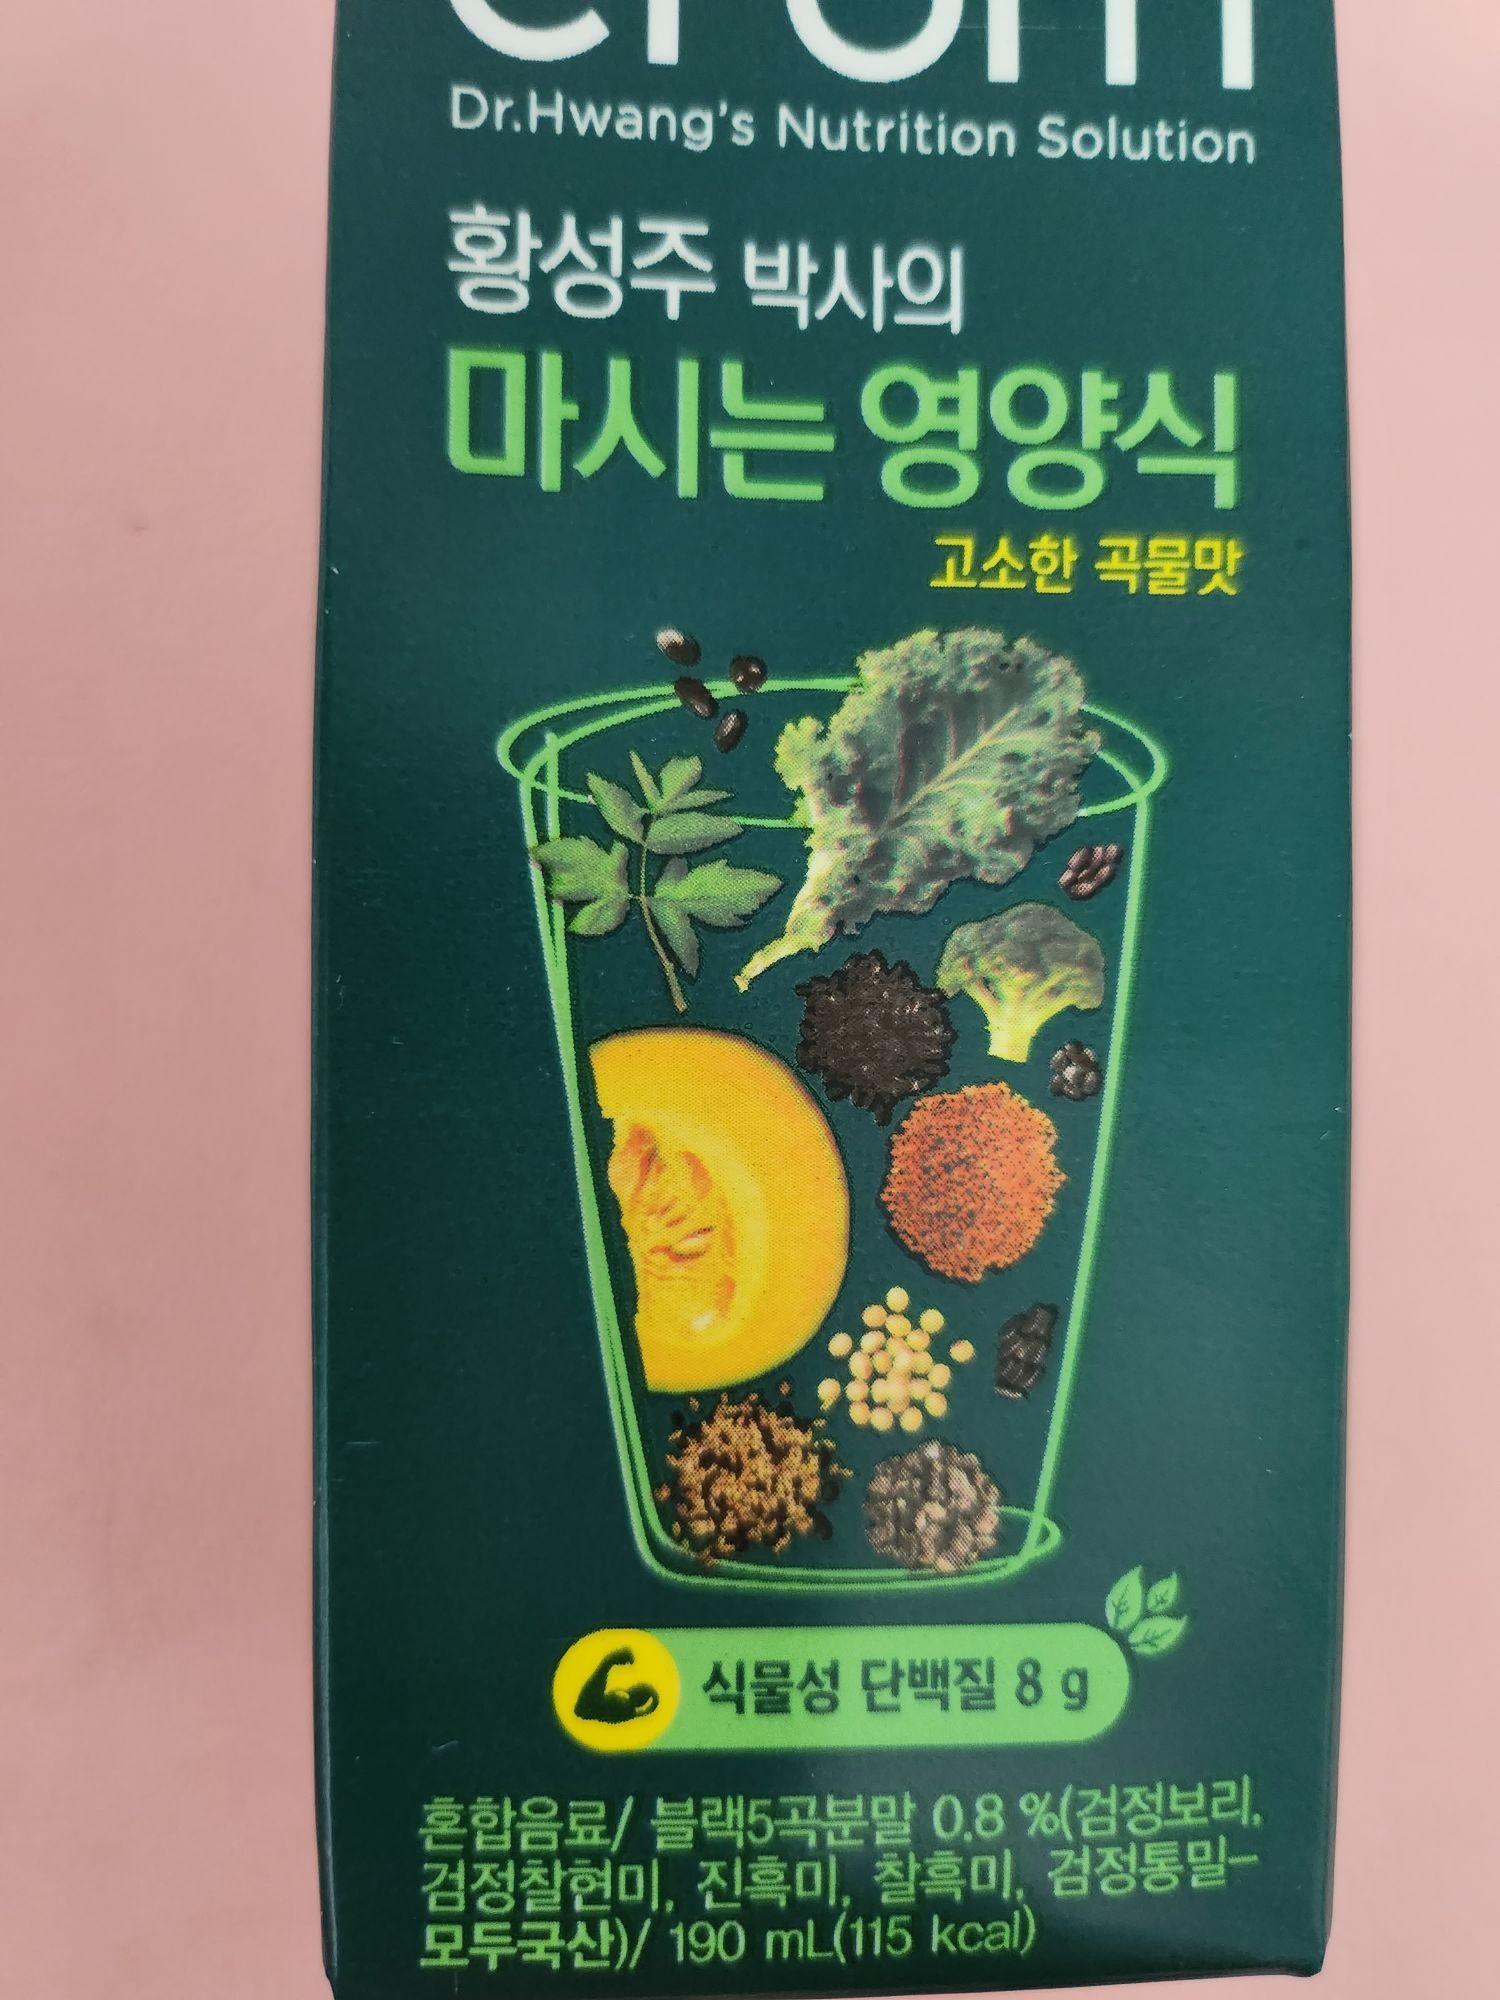 erom
Dr.Hwang's Nutrition Solution
황성주 박사의
마시는 영양식
고소한 곡물맛
식물성 단백질 8 g
혼합음료/ 블랙5곡분말 0.8 %(검정보리,
검정찰현미, 진흑미, 찰흑미, 검정통밀-
모두국산)/ 190 mL(115 kcal)